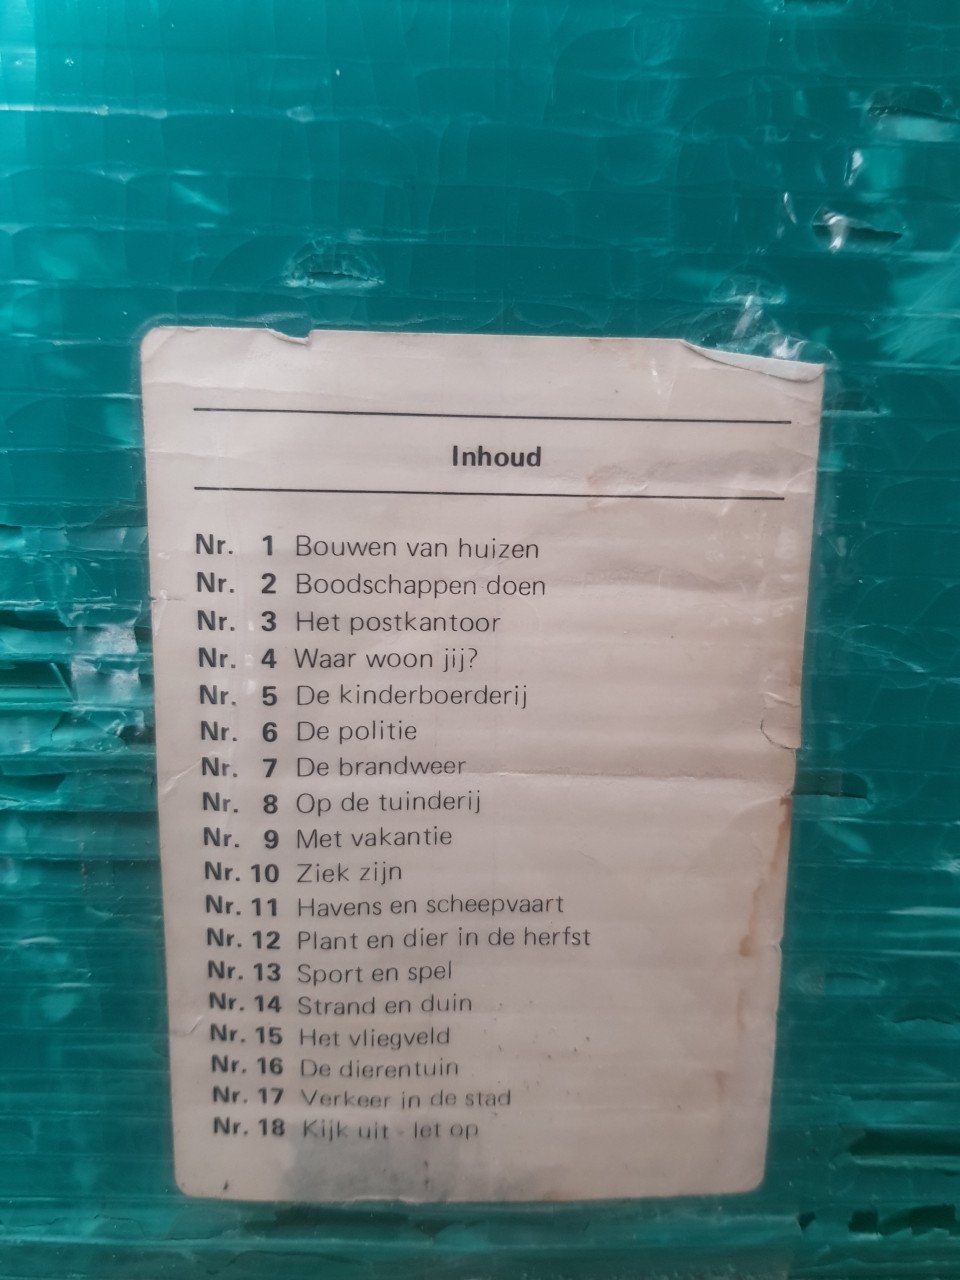 Inhoud
Nr. 1 Bouwen van huizen
Nr. 2 Boodschappen doen
Nr. 3 Het postkantoor
Nr. 4 Waar woon jij?
Nr. 5 De kinderboerderij
Nr. 6 De politie
Nr. 7 De brandweer
Nr. 8 Op de tuinderij
Nr. 9 Met vakantie
Nr. 10 Ziek zijn
Nr. 11 Havens en scheepvaart
Nr. 12 Plant en dier in de herfst
Nr. 13 Sport en spel
Nr. 14 Strand en duin
Nr. 15 Het vliegveld
Nr. 16 De dierentuin
Nr. 17 Verkeer in de stad
Nr. 18 Kijk uit - let op